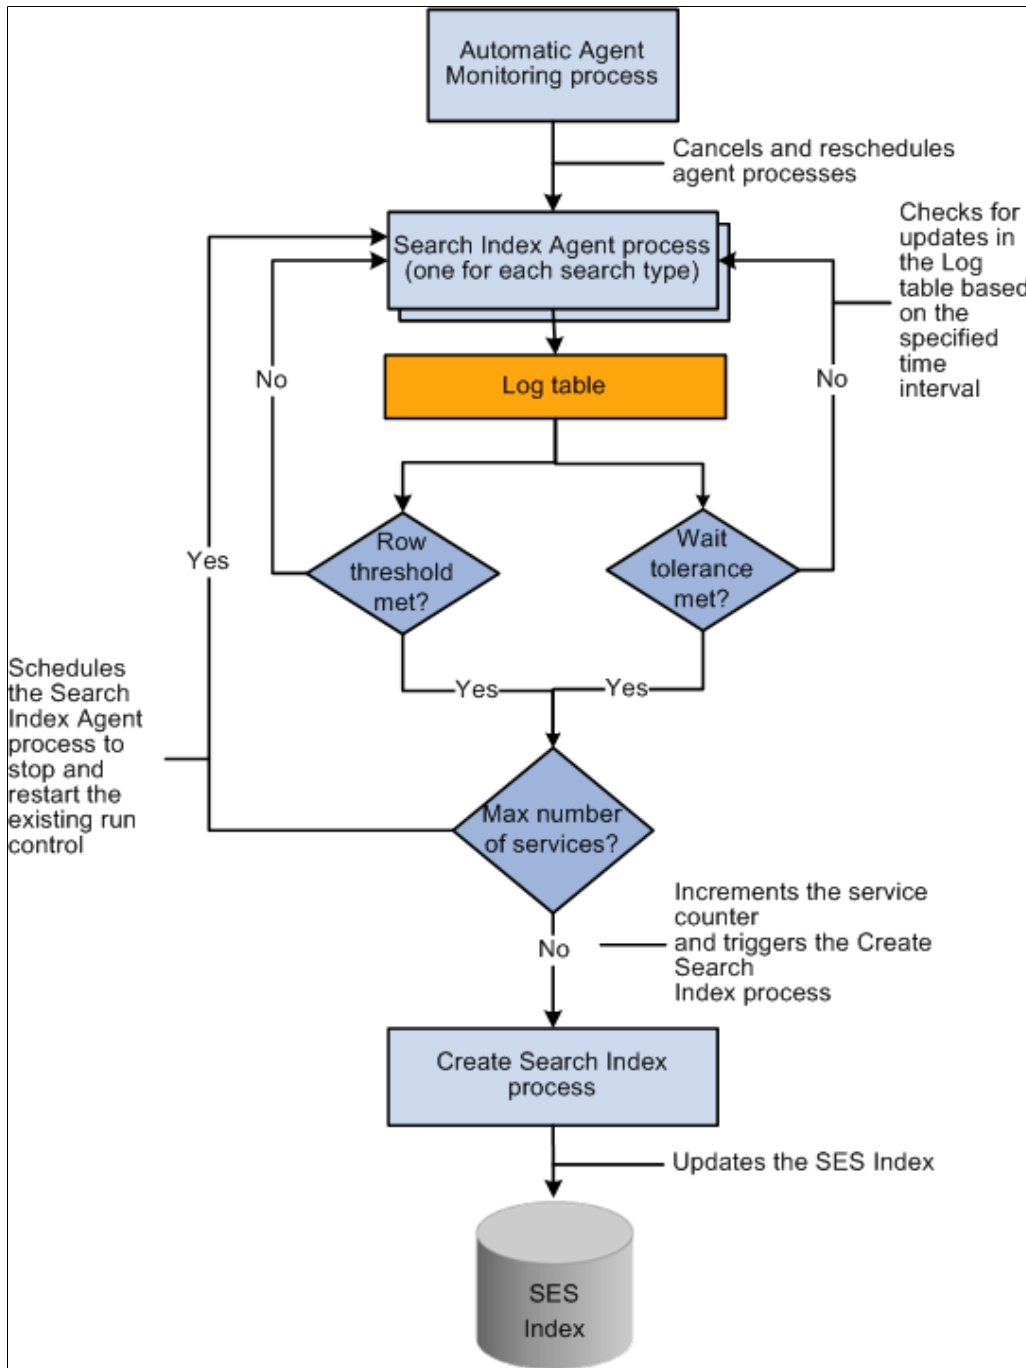 Automatic Agent
Monitoring process
Cancels and reschedules
agent processes
Search Index Agent process
(one for each search type)
Checks for
updates in
the Log
table based
on the
specified
time
interval
No
Log table
No
Row
threshold
met?
Wait
tolerance
met?
Yes
Yes
Yes
Schedules
the Search
Index Agent
process to
stop and
restart the
existing run
control
Max number
of services?
Increments the service
counter
and triggers the Create
Search
Index process
No
Create Search Index
process
Updates the SES Index
SES
Index